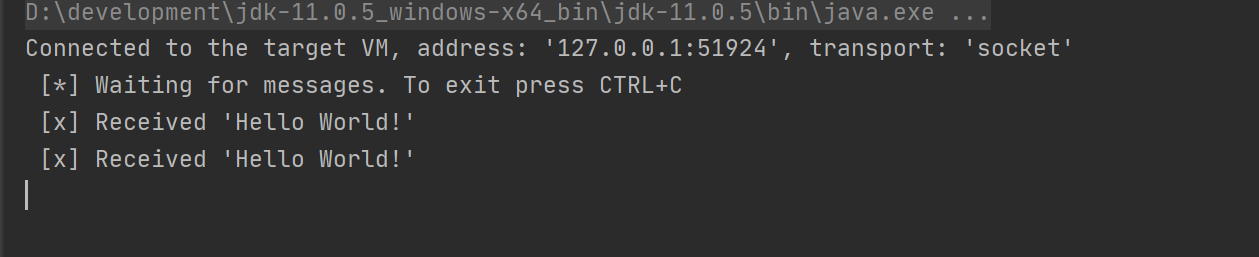 D:\development\jdk-11.0.5_windows-x64_bin\jdk-11.0.5\bin\java.exe ...
Connected to the target VM, address: '127.0.0.1:51924', transport: 'socket'
[*] Waiting for messages. To exit press CTRL+C
[x] Received 'Hello World!'
[x] Received 'Hello World!'